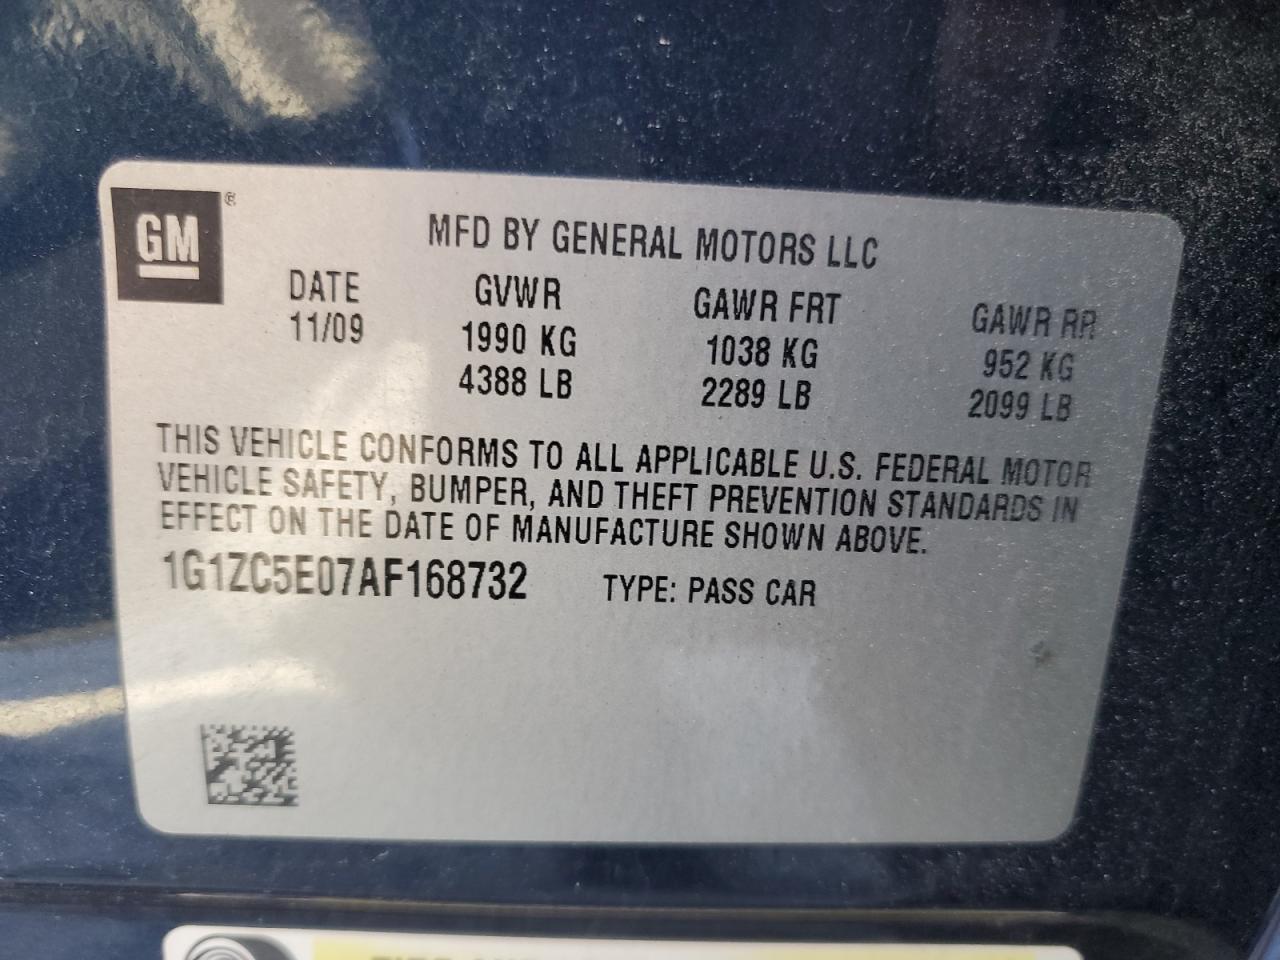 GM®
MFD BY GENERAL MOTORS LLC
DATE GVWR GAWR FRT GAWR RR
11/09 1990 KG 1038 KG 952 KG
4388 LB 2289 LB 2099 LB
THIS VEHICLE CONFORMS TO ALL APPLICABLE U.S. FEDERAL MOTOR
VEHICLE SAFETY, BUMPER, AND THEFT PREVENTION STANDARDS IN
EFFECT ON THE DATE OF MANUFACTURE SHOWN ABOVE.
1G1ZC5E07AF168732 TYPE: PASS CAR